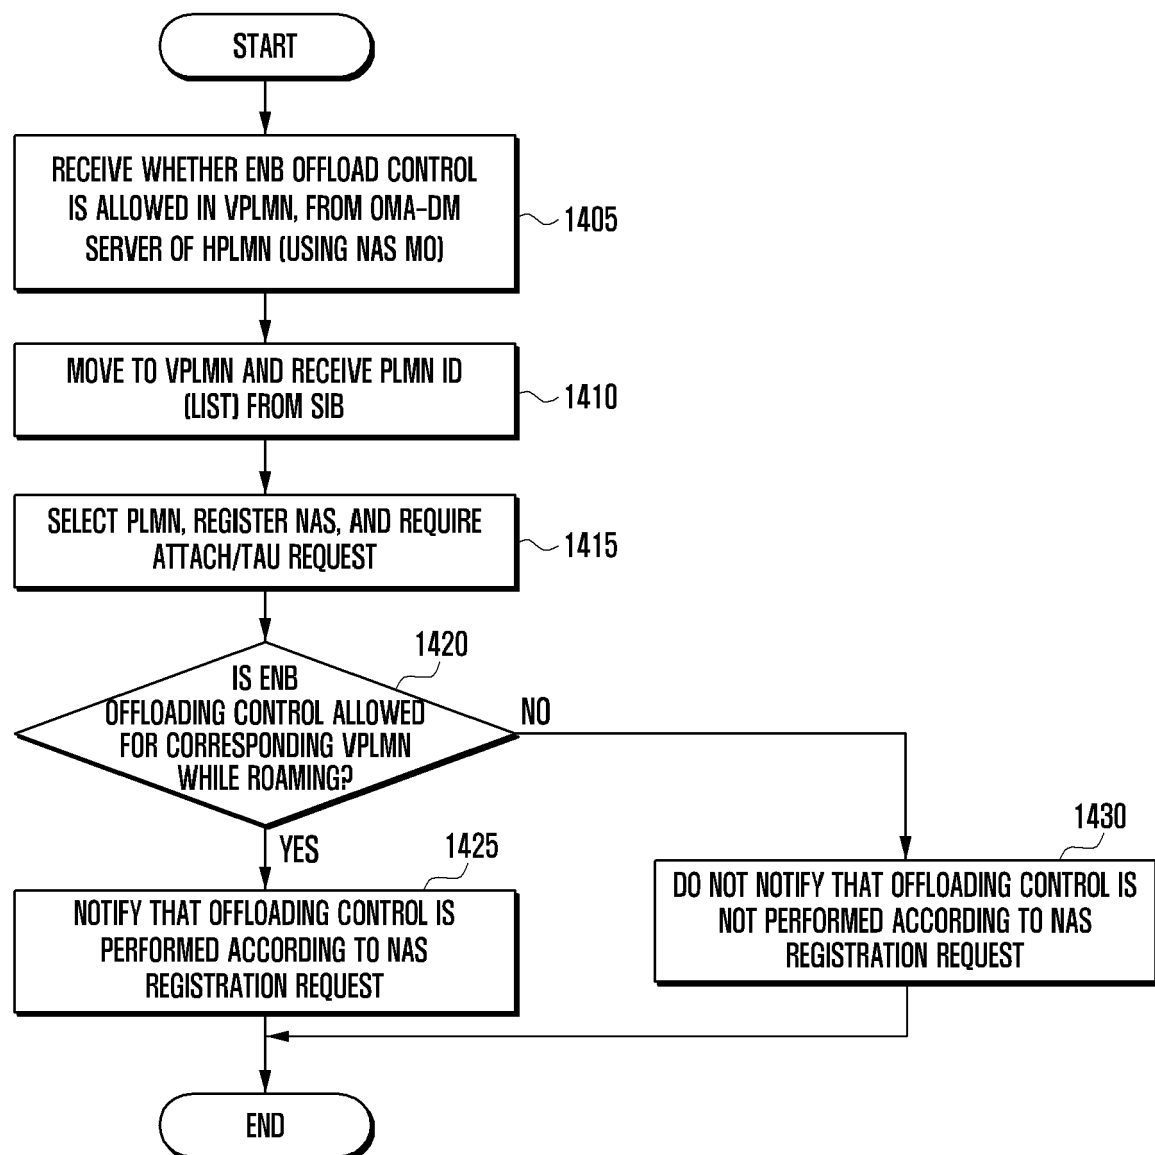 START
RECEIVE WHETHER ENB OFFLOAD CONTROL
IS ALLOWED IN VPLMN, FROM OMA-DM
SERVER OF HPLMN (USING NAS MO)
1405
MOVE TO VPLMN AND RECEIVE PLMN ID
(LIST) FROM SIB
1410
SELECT PLMN, REGISTER NAS, AND REQUIRE
ATTACH/TAU REQUEST
1415
1420
IS ENB
OFFLOADING CONTROL ALLOWED
FOR CORRESPONDING VPLMN
WHILE ROAMING?
NO
YES
1425
NOTIFY THAT OFFLOADING CONTROL IS
PERFORMED ACCORDING TO NAS
REGISTRATION REQUEST
1430
DO NOT NOTIFY THAT OFFLOADING CONTROL IS
NOT PERFORMED ACCORDING TO NAS
REGISTRATION REQUEST
END